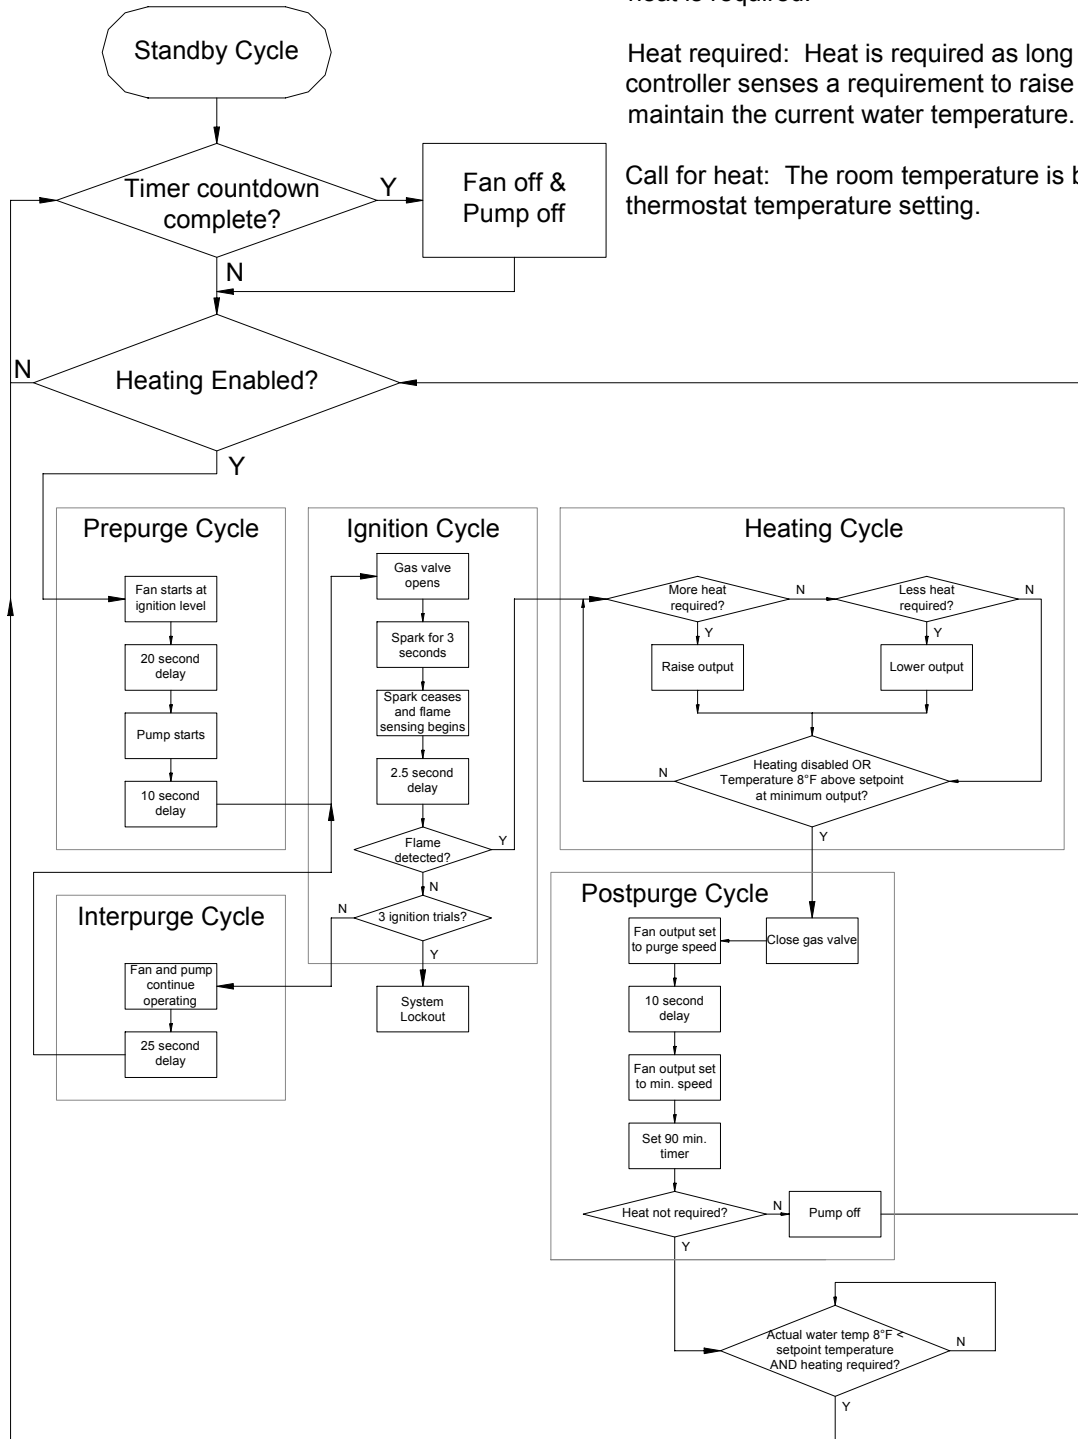 heat is required.
Heat required: Heat is required as long
controller senses a requirement to raise
maintain the current water temperature.
Call for heat: The room temperature is b
thermostat temperature setting.
Standby Cycle
Timer countdown
complete?
Y
Fan off &
Pump off
N
Heating Enabled?
N
Y
Prepurge Cycle
Fan starts at
ignition level
20 second
delay
Pump starts
10 second
delay
Ignition Cycle
Gas valve
opens
Spark for 3
seconds
Spark ceases
and flame
sensing begins
2.5 second
delay
Flame
detected?
Y
N
3 ignition trials?
N
Y
System
Lockout
Interpurge Cycle
Fan and pump
continue
operating
25 second
delay
Heating Cycle
More heat
required?
N
Y
Less heat
required?
N
Y
Raise output
Lower output
Heating disabled OR
Temperature 8°F above setpoint
at minimum output?
N
Y
Postpurge Cycle
Close gas valve
Fan output set
to purge speed
10 second
delay
Fan output set
to min. speed
Set 90 min.
timer
Heat not required?
N
Pump off
Y
Actual water temp 8°F <
setpoint temperature
AND heating required?
N
Y